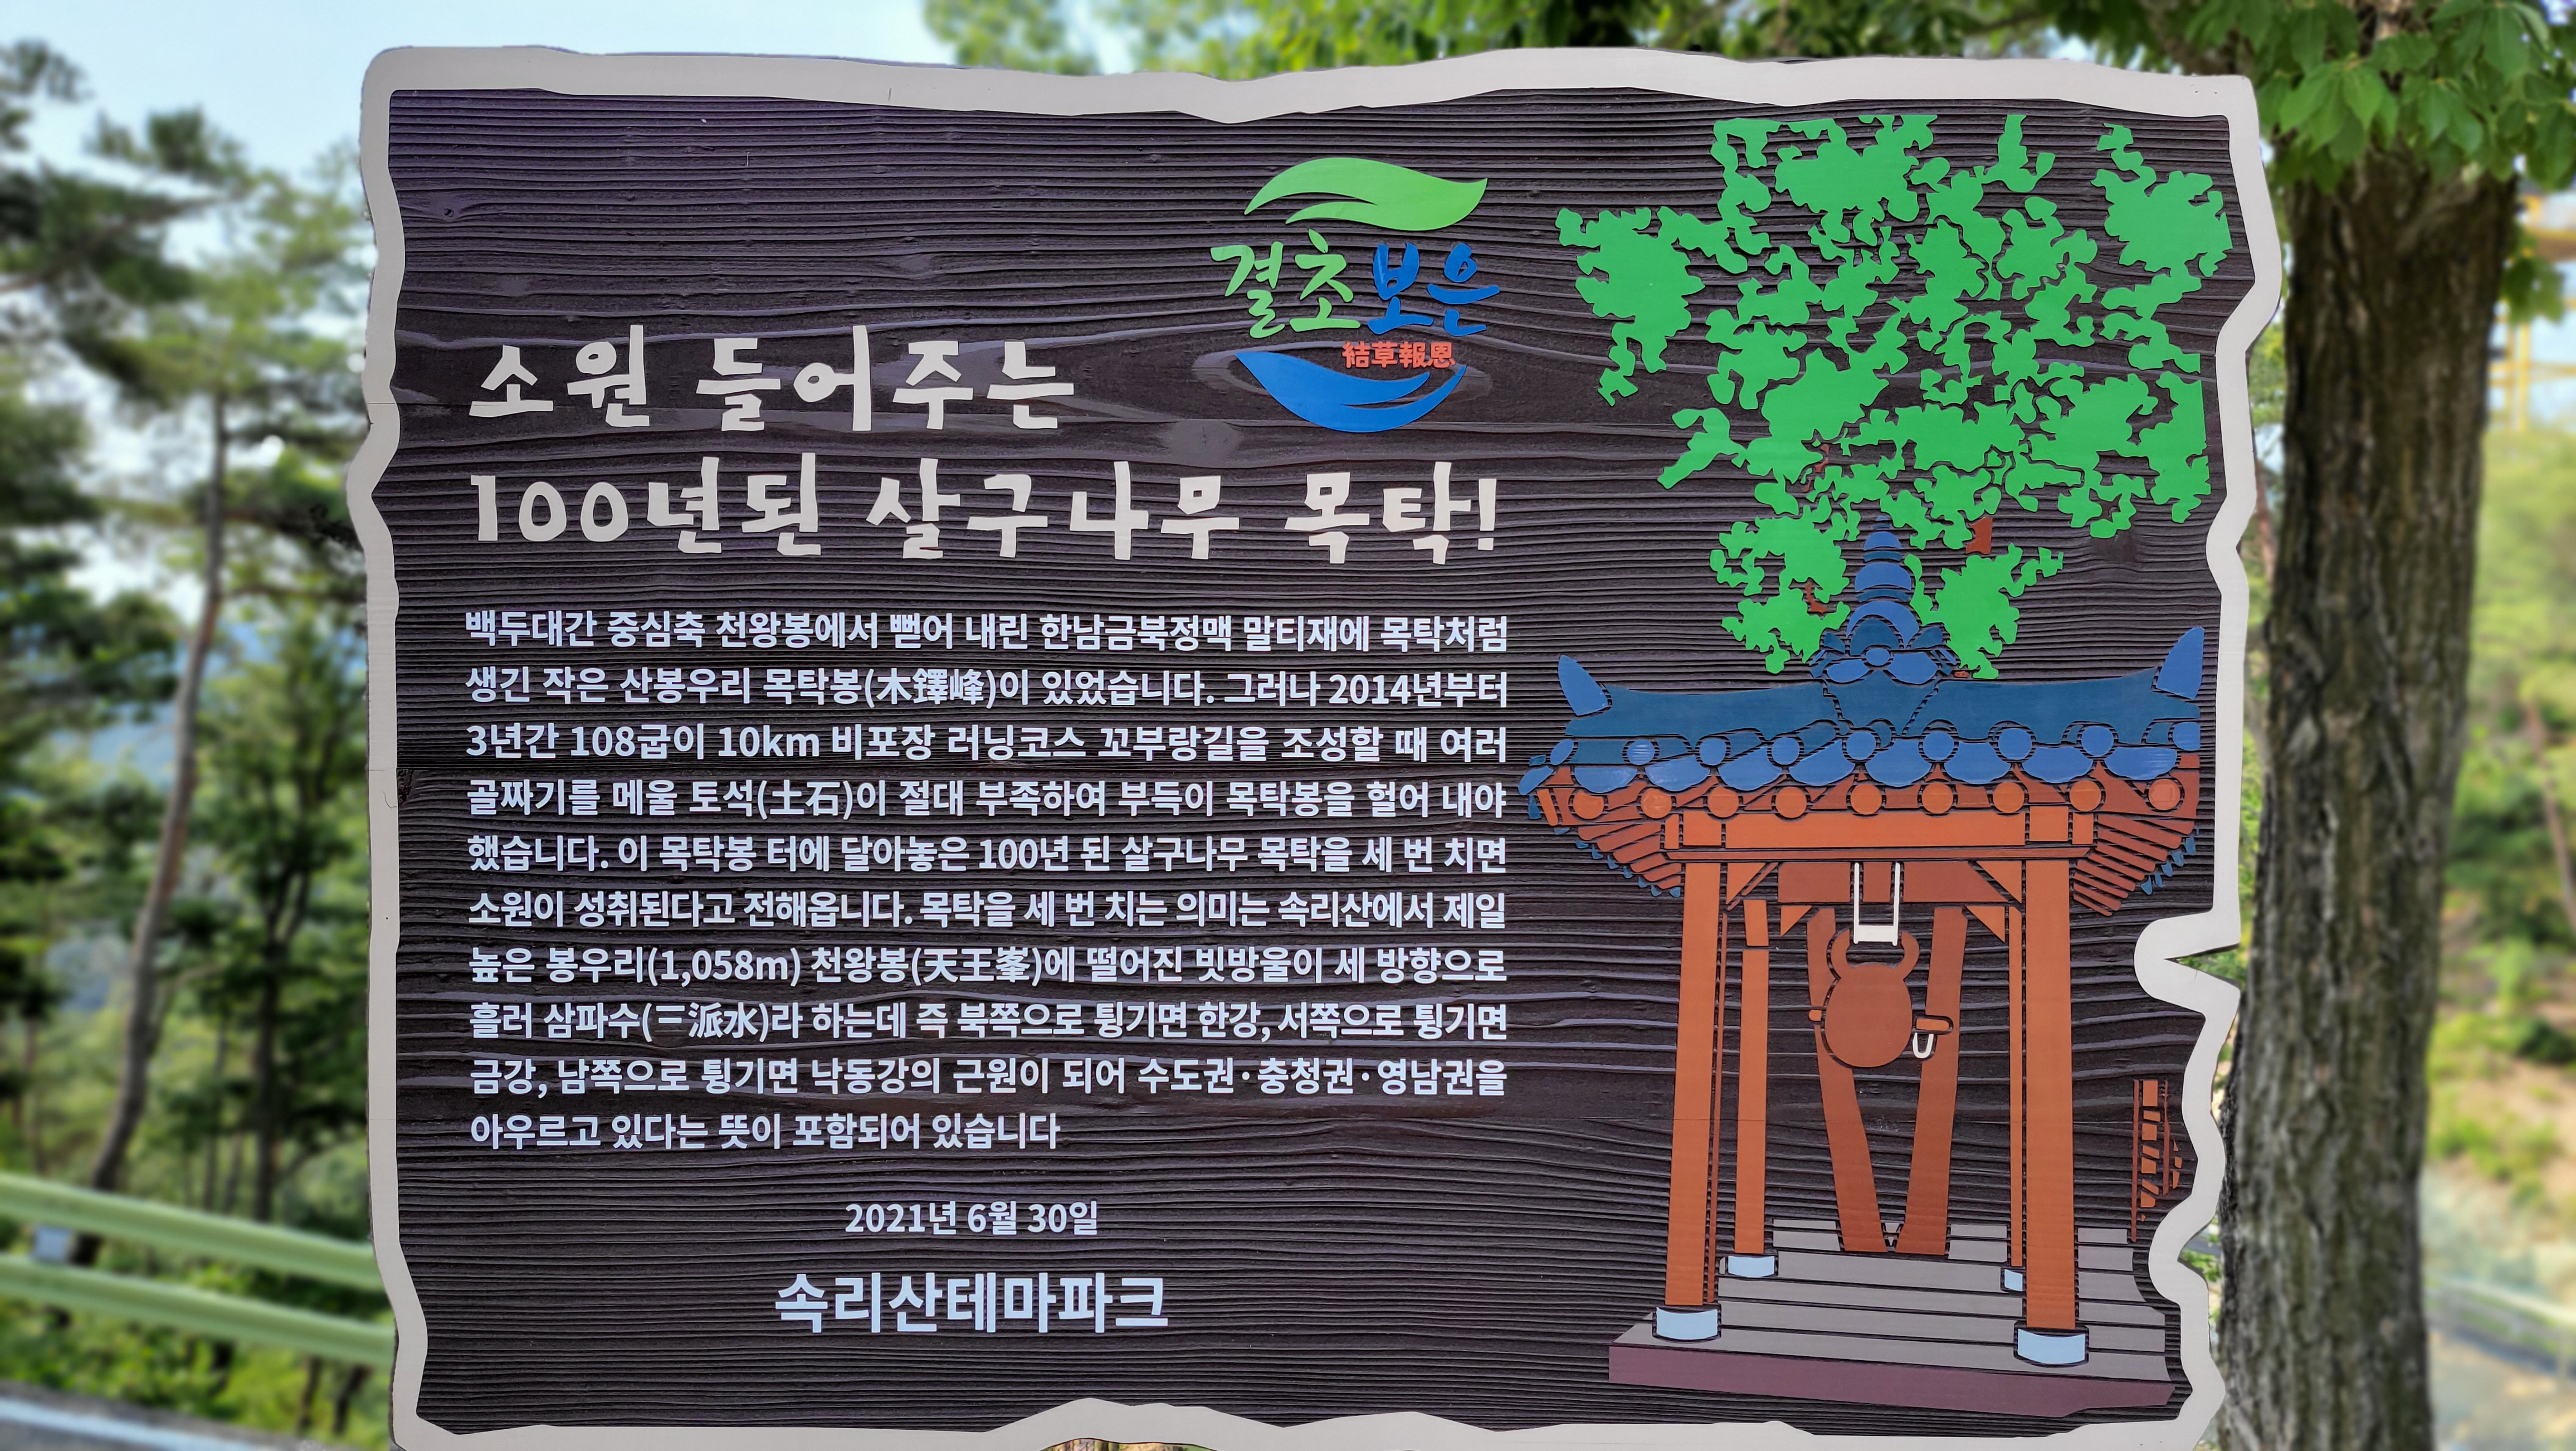 결초보은
結草報恩
소원 들어주는
100년된 살구나무 목탁!
백두대간 중심축 천왕봉에서 뻗어 내린 한남금북정맥 말티재에 목탁처럼
생긴 작은 산봉우리 목탁봉(木鐸峰)이 있었습니다. 그러나 2014년부터
3년간 108굽이 10km 비포장 러닝코스 꼬부랑길을 조성할 때 여러
골짜기를 메울 토석(土石)이 절대 부족하여 부득이 목탁봉을 헐어 내야
했습니다. 이 목탁봉 터에 달아놓은 100년 된 살구나무 목탁을 세 번 치면
소원이 성취된다고 전해옵니다. 목탁을 세 번 치는 의미는 속리산에서 제일
높은 봉우리(1,058m) 천왕봉(天王峯)에 떨어진 빗방울이 세 방향으로
흘러 삼파수(三派水)라 하는데 즉 북쪽으로 튕기면 한강, 서쪽으로 튕기면
금강, 남쪽으로 튕기면 낙동강의 근원이 되어 수도권·충청권·영남권을
아우르고 있다는 뜻이 포함되어 있습니다
2021년 6월 30일
속리산테마파크